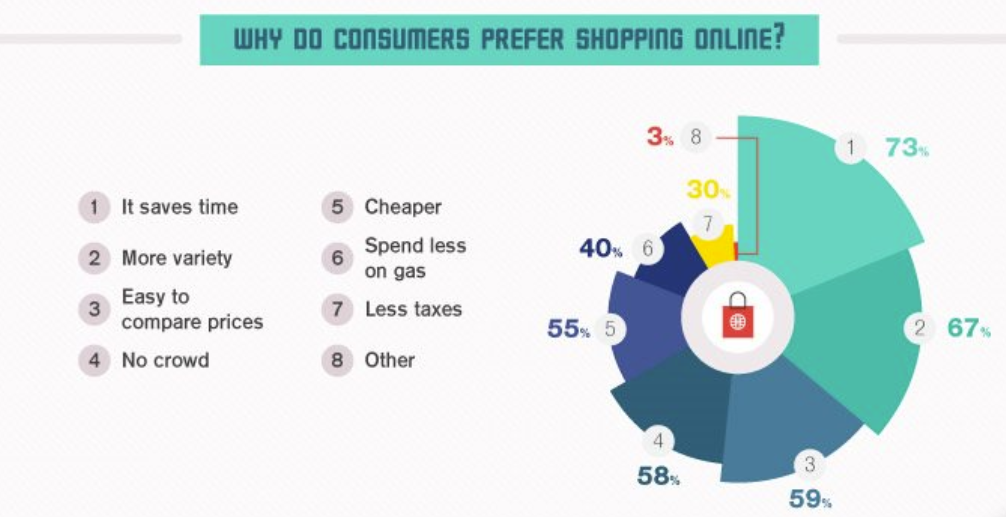 WHY DO CONSUMERS PREFER SHOPPING ONLINE?
1 It saves time
2 More variety
3 Easy to
compare prices
4 No crowd
5 Cheaper
6 Spend less
on gas
7 Less taxes
8 Other
1 73%
2 67%
3 59%
4 58%
55% 5
40% 6
30% 7
3% 8